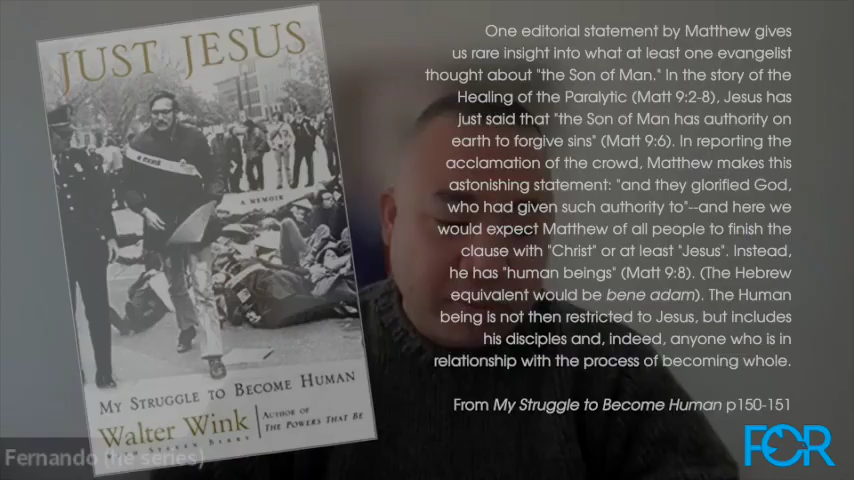 JUST JESUS
A MEMOIR
MY STRUGGLE TO BECOME HUMAN
Walter Wink
AUTHOR OF
THE POWERS THAT BE
Fernando (he series)
One editorial statement by Matthew gives
us rare insight into what at least one evangelist
thought about "the Son of Man." In the story of the
Healing of the Paralytic (Matt 9:2-8), Jesus has
just said that "the Son of Man has authority on
earth to forgive sins" (Matt 9:6). In reporting the
acclamation of the crowd, Matthew makes this
astonishing statement: "and they glorified God,
who had given such authority to"--and here we
would expect Matthew of all people to finish the
clause with "Christ" or at least "Jesus". Instead,
he has "human beings" (Matt 9:8). (The Hebrew
equivalent would be bene adam). The Human
being is not then restricted to Jesus, but includes
his disciples and, indeed, anyone who is in
relationship with the process of becoming whole.
From My Struggle to Become Human p150-151
FOR